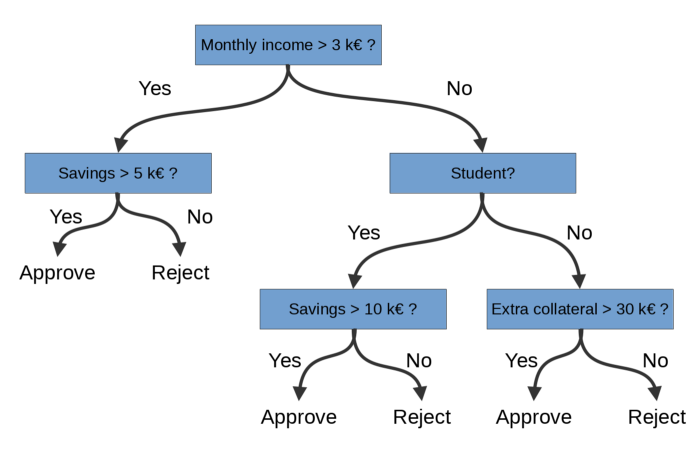 Monthly income > 3 k€ ?
Yes
No
Savings > 5 k€ ?
Student?
Yes
No
Yes
No
Approve
Reject
Savings > 10 k€ ?
Extra collateral > 30 k€ ?
Yes
No
Yes
No
Approve
Reject
Approve
Reject